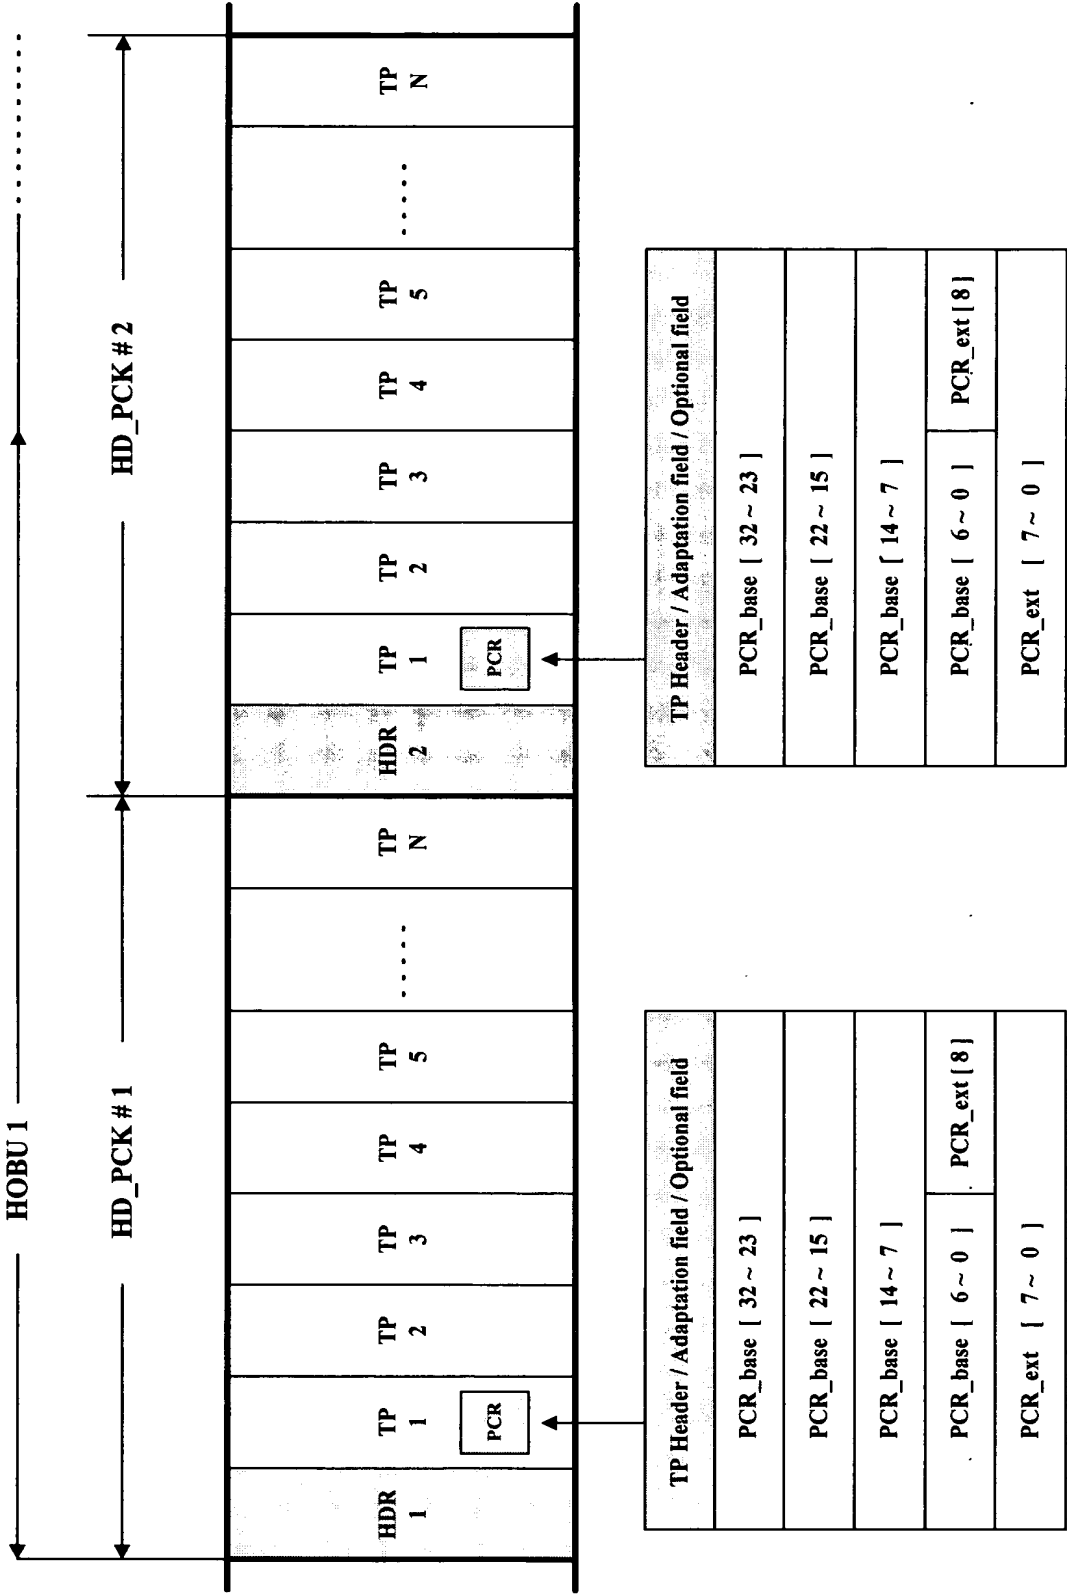 HOBU 1
HD_PCK # 1
HD_PCK # 2
HDR 1
TP 1
PCR
TP 2
TP 3
TP 4
TP 5
.....
TP N
HDR 2
TP 1
PCR
TP 2
TP 3
TP 4
TP 5
......
TP N
TP Header / Adaptation field / Optional field
PCR_base [ 32 ~ 23 ]
PCR_base [ 22 ~ 15 ]
PCR_base [ 14 ~ 7 ]
PCR_base [ 6 ~ 0 ] PCR_ext [ 8 ]
PCR_ext [ 7 ~ 0 ]
TP Header / Adaptation field / Optional field
PCR_base [ 32 ~ 23 ]
PCR_base [ 22 ~ 15 ]
PCR_base [ 14 ~ 7 ]
PCR_base [ 6 ~ 0 ] PCR_ext [ 8 ]
PCR_ext [ 7 ~ 0 ]